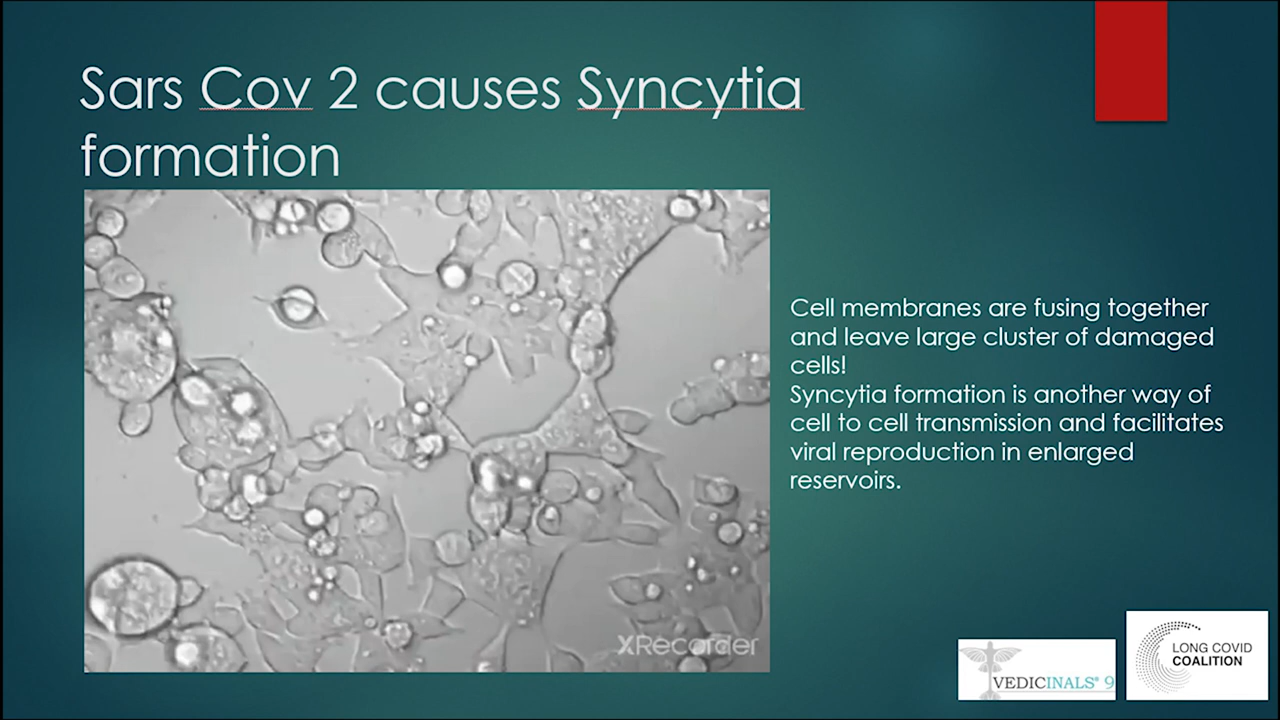 Sars Cov 2 causes Syncytia
formation
Cell membranes are fusing together
and leave large cluster of damaged
cells!
Syncytia formation is another way of
cell to cell transmission and facilitates
viral reproduction in enlarged
reservoirs.
XRecorder
VEDICINALS® 9
LONG COVID
COALITION